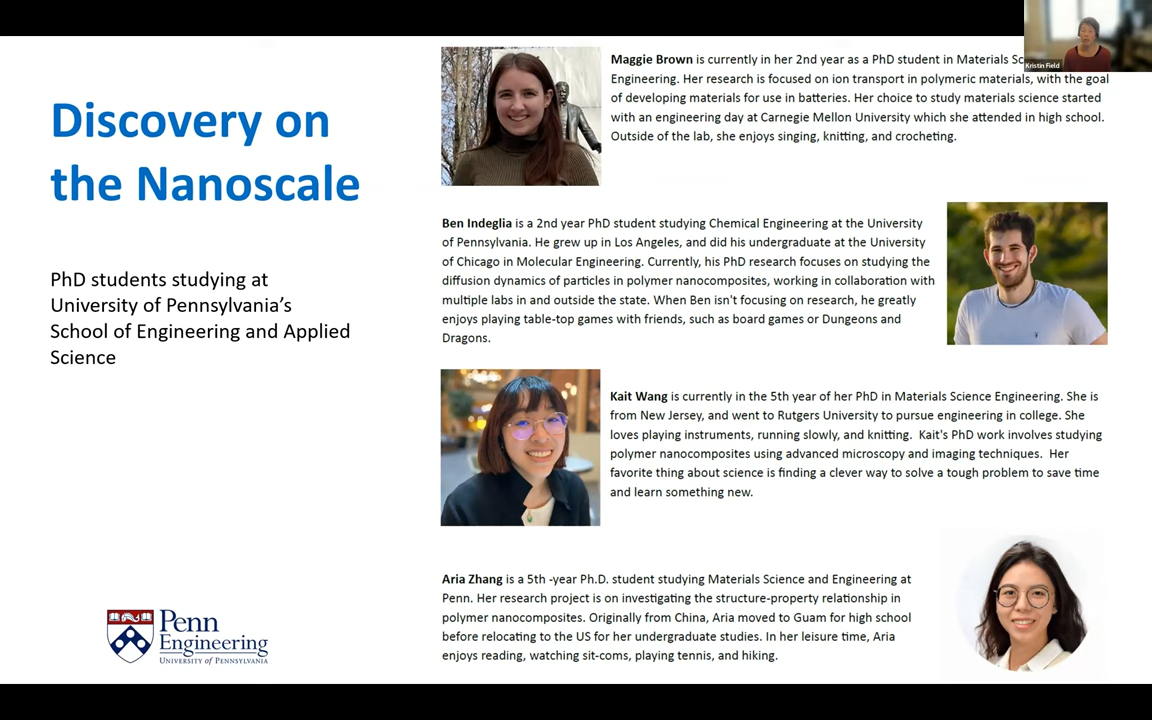 Discovery on
the Nanoscale
PhD students studying at
University of Pennsylvania’s
School of Engineering and Applied
Science
Penn
Engineering
UNIVERSITY OF PENNSYLVANIA
Maggie Brown is currently in her 2nd year as a PhD student in Materials
Engineering. Her research is focused on ion transport in polymeric materials, with the goal
of developing materials for use in batteries. Her choice to study materials science started
with an engineering day at Carnegie Mellon University which she attended in high school.
Outside of the lab, she enjoys singing, knitting, and crocheting.
Kristin Field
Ben Indeglia is a 2nd year PhD student studying Chemical Engineering at the University
of Pennsylvania. He grew up in Los Angeles, and did his undergraduate at the University
of Chicago in Molecular Engineering. Currently, his PhD research focuses on studying the
diffusion dynamics of particles in polymer nanocomposites, working in collaboration with
multiple labs in and outside the state. When Ben isn't focusing on research, he greatly
enjoys playing table-top games with friends, such as board games or Dungeons and
Dragons.
Kait Wang is currently in the 5th year of her PhD in Materials Science Engineering. She is
from New Jersey, and went to Rutgers University to pursue engineering in college. She
loves playing instruments, running slowly, and knitting. Kait's PhD work involves studying
polymer nanocomposites using advanced microscopy and imaging techniques. Her
favorite thing about science is finding a clever way to solve a tough problem to save time
and learn something new.
Aria Zhang is a 5th -year Ph.D. student studying Materials Science and Engineering at
Penn. Her research project is on investigating the structure-property relationship in
polymer nanocomposites. Originally from China, Aria moved to Guam for high school
before relocating to the US for her undergraduate studies. In her leisure time, Aria
enjoys reading, watching sit-coms, playing tennis, and hiking.